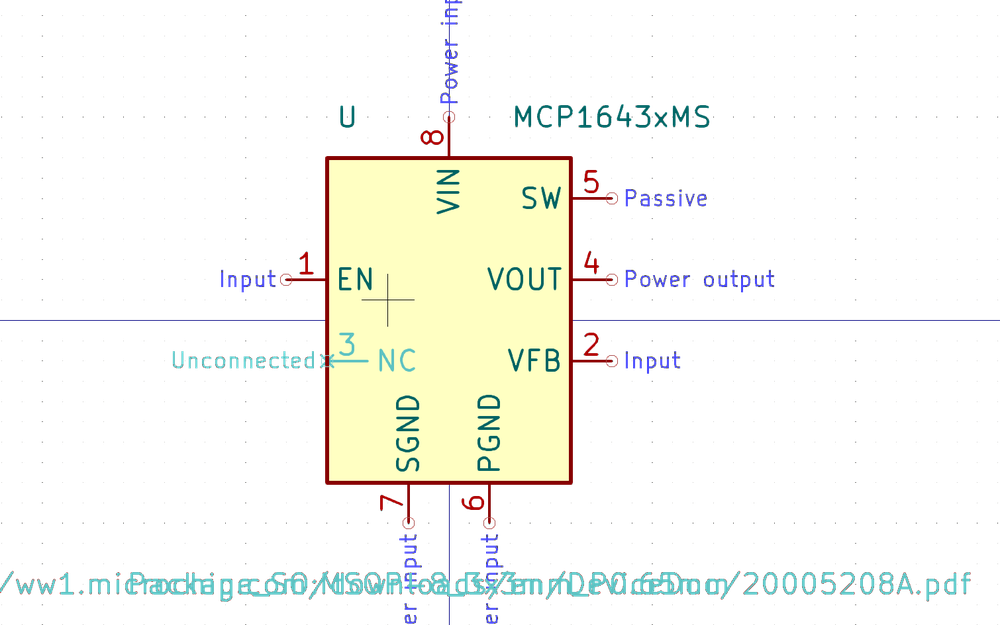 Power inp
U
MCP1643xMS
8
VIN
SW
5
Passive
Input
1
EN
VOUT
4
Power output
Unconnected
3
NC
VFB
2
Input
SGND
PGND
7
6
er input
er input
/ww1.microchip.com/downloads/en/DeviceDoc/20005208A.pdf
Package_SO:MSOP-8_3x3mm_P0.65mm